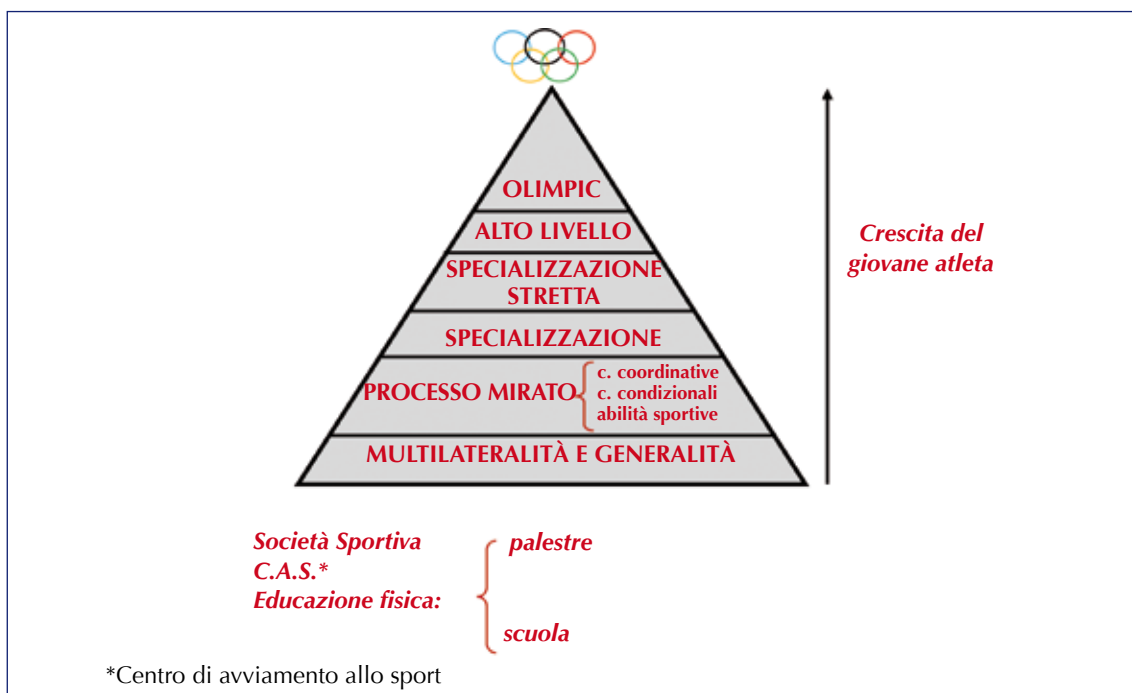 OLIMPIC
ALTO LIVELLO
SPECIALIZZAZIONE
STRETTA
SPECIALIZZAZIONE
PROCESSO MIRATO
c. coordinative
c. condizionali
abilità sportive
MULTILATERALITÀ E GENERALITÀ
Crescita del
giovane atleta
Società Sportiva
C.A.S.*
Educazione fisica:
palestre
scuola
*Centro di avviamento allo sport